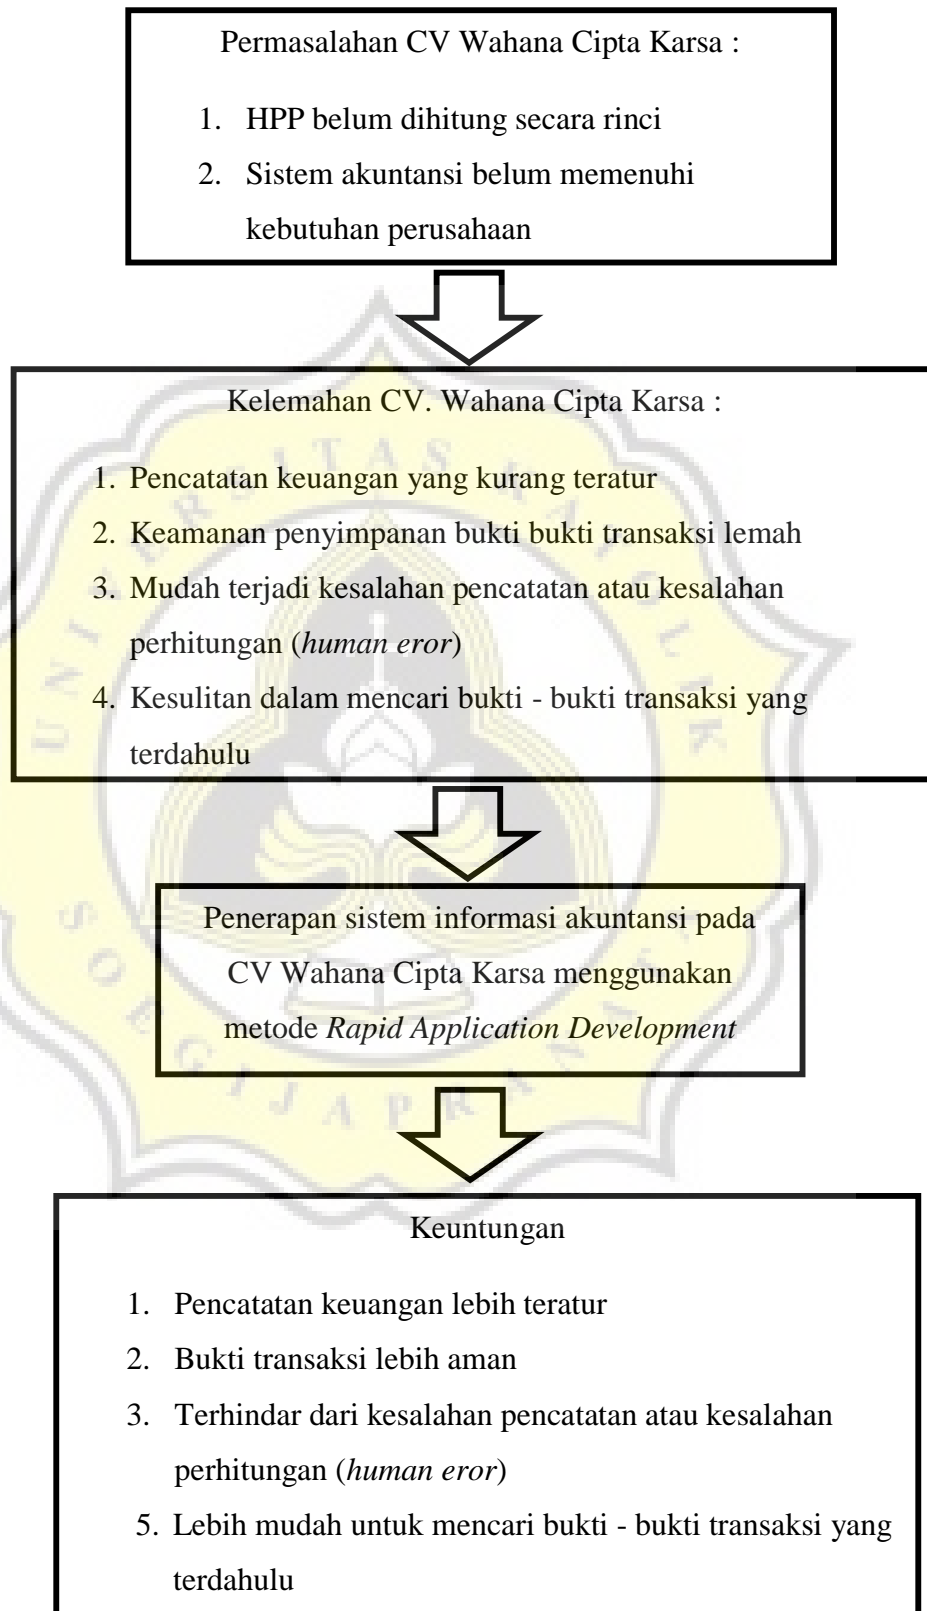 Permasalahan CV Wahana Cipta Karsa :
1. HPP belum dihitung secara rinci
2. Sistem akuntansi belum memenuhi
kebutuhan perusahaan
Kelemahan CV. Wahana Cipta Karsa :
1. Pencatatan keuangan yang kurang teratur
2. Keamanan penyimpanan bukti bukti transaksi lemah
3. Mudah terjadi kesalahan pencatatan atau kesalahan
perhitungan (human eror)
4. Kesulitan dalam mencari bukti - bukti transaksi yang
terdahulu
Penerapan sistem informasi akuntansi pada
CV Wahana Cipta Karsa menggunakan
metode Rapid Application Development
Keuntungan
1. Pencatatan keuangan lebih teratur
2. Bukti transaksi lebih aman
3. Terhindar dari kesalahan pencatatan atau kesalahan
perhitungan (human eror)
5. Lebih mudah untuk mencari bukti - bukti transaksi yang
terdahulu
UNIVERSITAS KATOLIK
SOEGIJAPRANATA